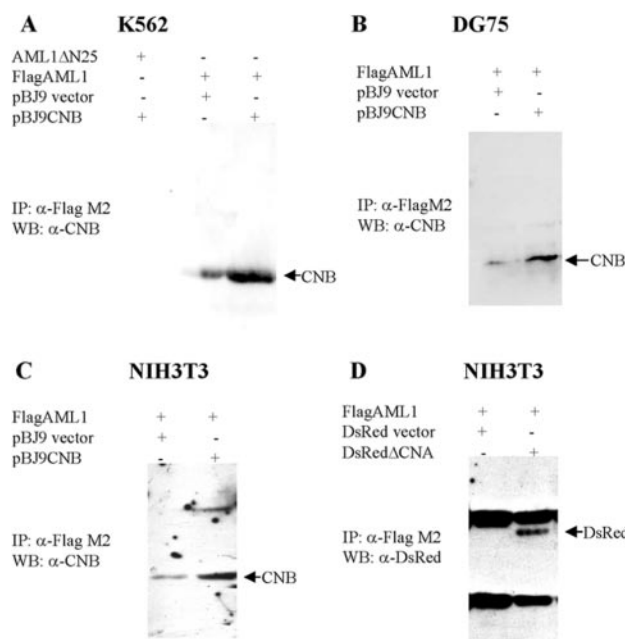 A K562
AML1ΔN25 + - -
FlagAML1 - + +
pBJ9 vector - + -
pBJ9CNB + - +
IP: α-Flag M2
WB: α-CNB
CNB
B DG75
FlagAML1 + +
pBJ9 vector + -
pBJ9CNB - +
IP: α-FlagM2
WB: α-CNB
CNB
C NIH3T3
FlagAML1 + +
pBJ9 vector + -
pBJ9CNB - +
IP: α-Flag M2
WB: α-CNB
CNB
D NIH3T3
FlagAML1 + +
DsRed vector + -
DsRedΔCNA - +
IP: α-Flag M2
WB: α-DsRed
DsRed